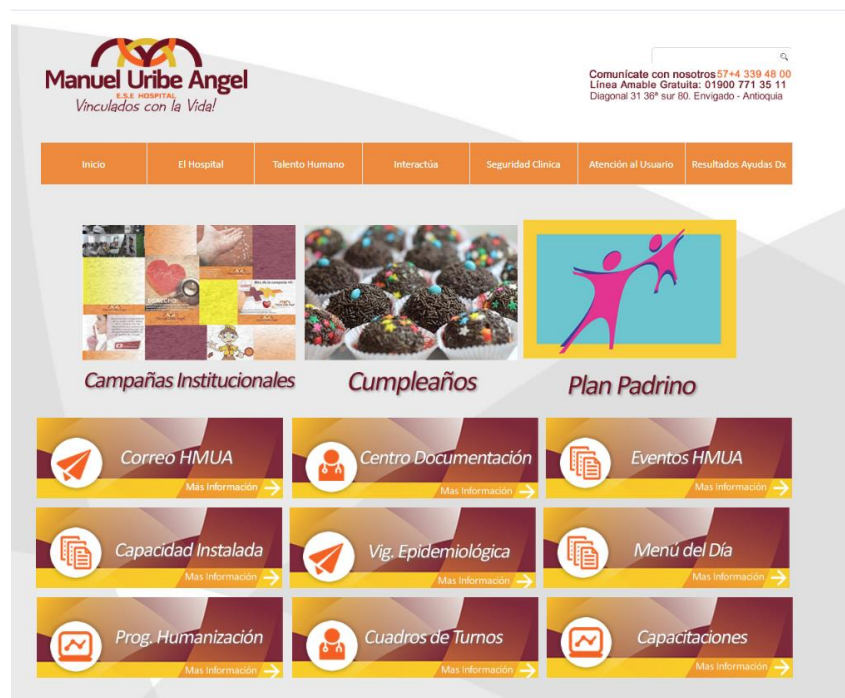 Manuel Uribe Angel
E.S.E HOSPITAL
Vinculados con la Vida!
Comunícate con nosotros 57+4 339 48 00
Línea Amable Gratuita: 01900 771 35 11
Diagonal 31 36ª sur 80. Envigado - Antioquia
Inicio
El Hospital
Talento Humano
Interactúa
Seguridad Clinica
Atención al Usuario
Resultados Ayudas Dx
Campañas Institucionales
Cumpleaños
Plan Padrino
Correo HMUA
Mas Información
Centro Documentación
Mas Información
Eventos HMUA
Mas Información
Capacidad Instalada
Mas Información
Vig. Epidemiológica
Mas Información
Menú del Día
Mas Información
Prog. Humanización
Mas Información
Cuadros de Turnos
Mas Información
Capacitaciones
Mas Información